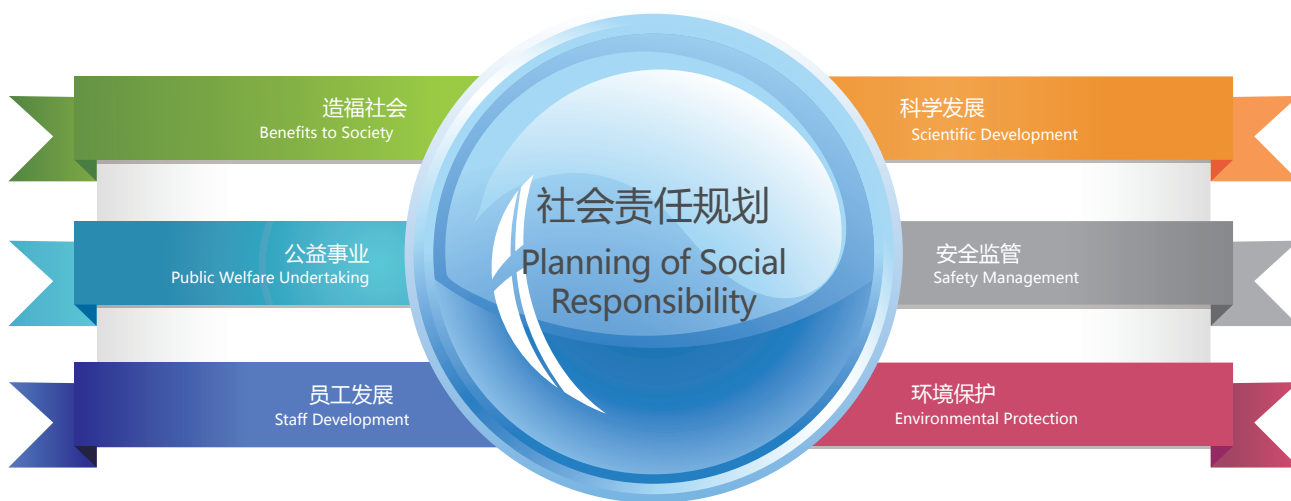 造福社会
Benefits to Society
公益事业
Public Welfare Undertaking
员工发展
Staff Development
社会责任规划
Planning of Social
Responsibility
科学发展
Scientific Development
安全监管
Safety Management
环境保护
Environmental Protection